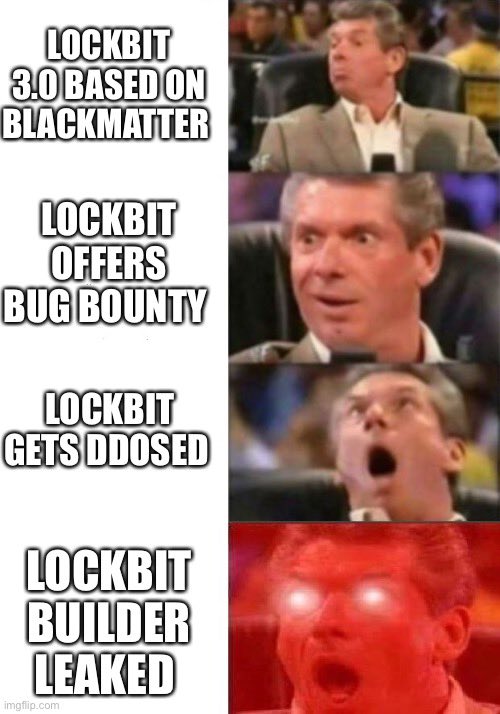 LOCKBIT
3.0 BASED ON
BLACKMATTER
LOCKBIT
OFFERS
BUG BOUNTY
LOCKBIT
GETS DDOSED
LOCKBIT
BUILDER
LEAKED
imgflip.com